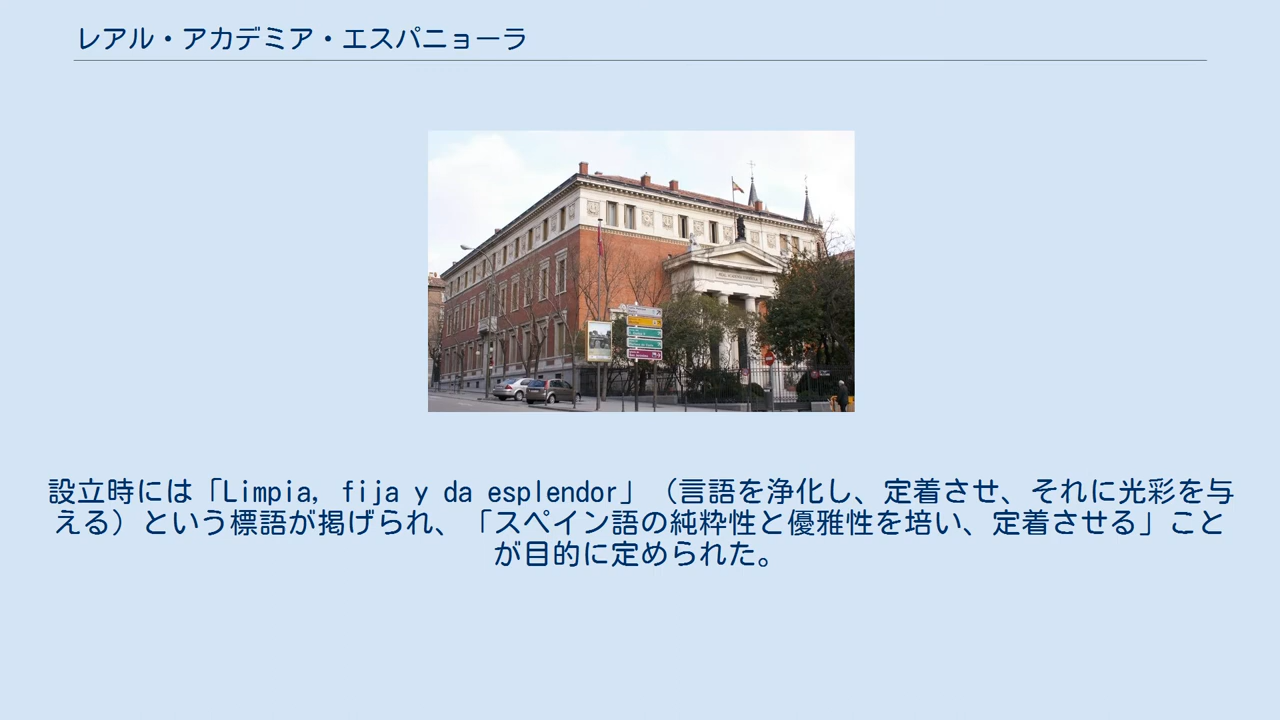 レアル・アカデミア・エスパニョーラ
設立時には「Limpia, fija y da esplendor」（言語を浄化し、定着させ、それに光彩を与
える）という標語が掲げられ、「スペイン語の純粋性と優雅性を培い、定着させる」こと
が目的に定められた。